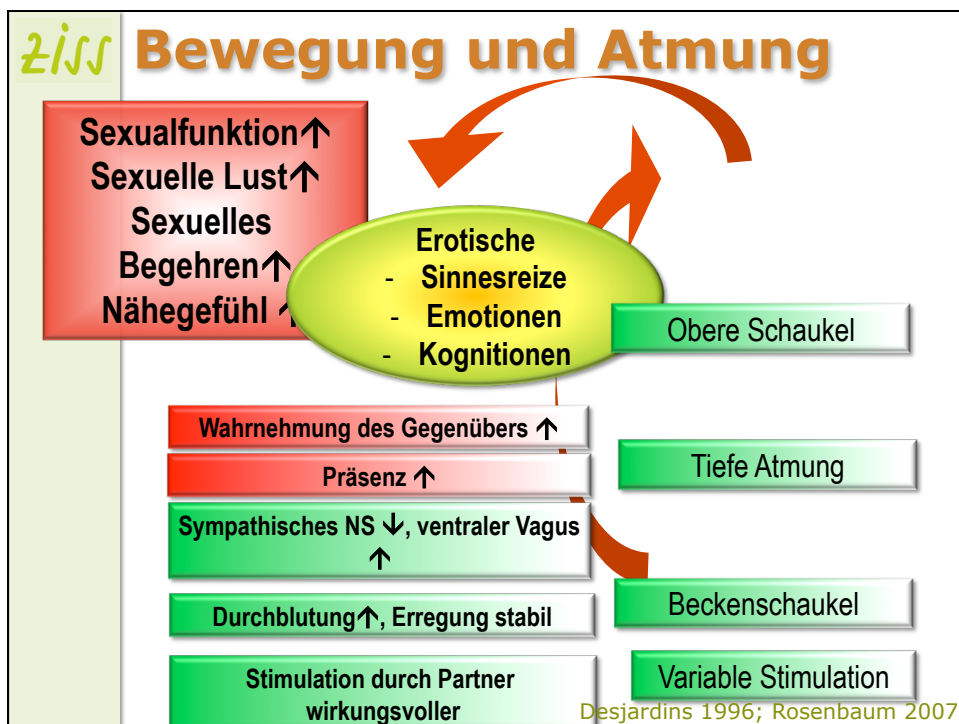 ziss
Bewegung und Atmung
Sexualfunktion↑
Sexuelle Lust↑
Sexuelles
Begehren↑
Nähegefühl ↑
Erotische
- Sinnesreize
- Emotionen
- Kognitionen
Obere Schaukel
Wahrnehmung des Gegenübers ↑
Präsenz ↑
Tiefe Atmung
Sympathisches NS ↓, ventraler Vagus
↑
Durchblutung↑, Erregung stabil
Beckenschaukel
Stimulation durch Partner
wirkungsvoller
Variable Stimulation
Desjardins 1996; Rosenbaum 2007